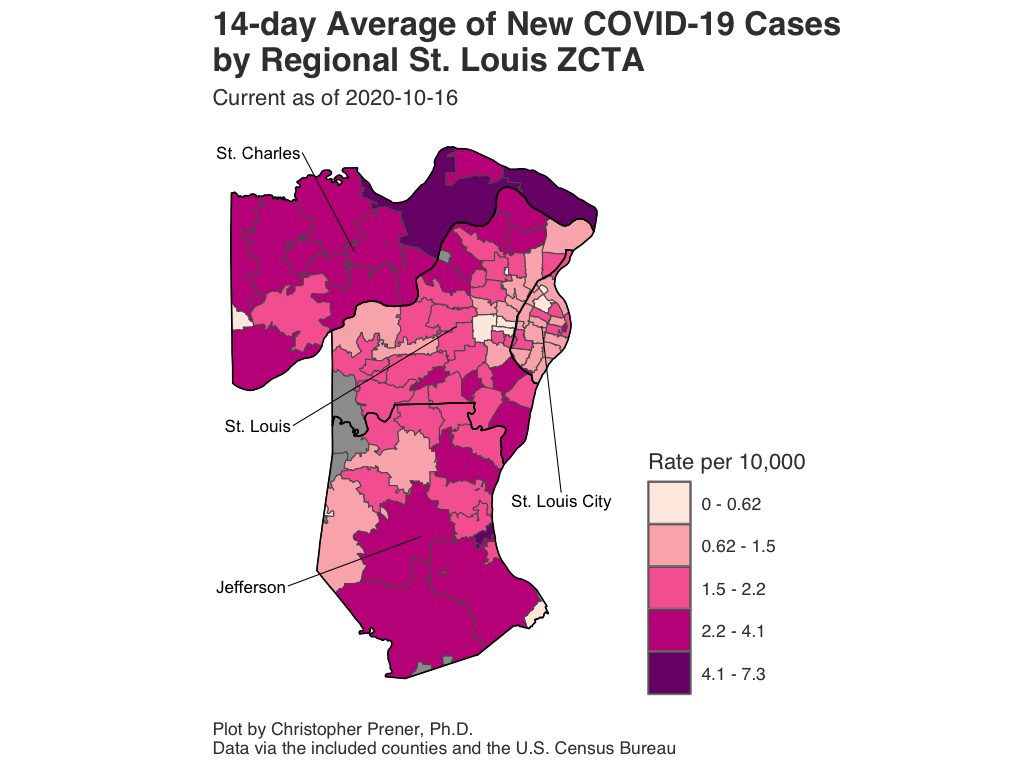 14-day Average of New COVID-19 Cases
by Regional St. Louis ZCTA
Current as of 2020-10-16
St. Charles
St. Louis
St. Louis City
Jefferson
Rate per 10,000
0 - 0.62
0.62 - 1.5
1.5 - 2.2
2.2 - 4.1
4.1 - 7.3
Plot by Christopher Prener, Ph.D.
Data via the included counties and the U.S. Census Bureau